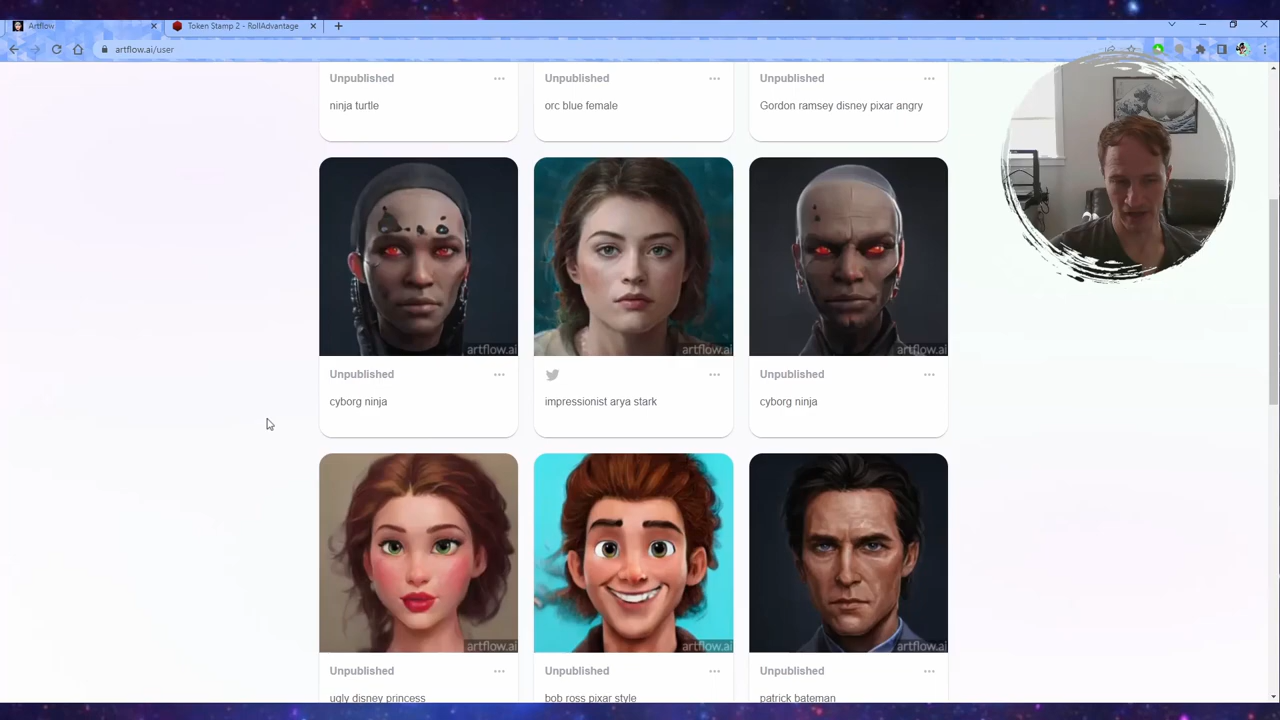 Artflow
Token Stamp 2 - RollAdvantage
artflow.ai/user
Unpublished
Unpublished
Unpublished
ninja turtle
orc blue female
Gordon ramsey disney pixar angry
artflow.ai
artflow.ai
artflow.ai
Unpublished
Unpublished
cyborg ninja
impressionist arya stark
cyborg ninja
artflow.ai
artflow.ai
artflow.ai
Unpublished
Unpublished
Unpublished
ugly disney princess
bob ross pixar style
patrick bateman